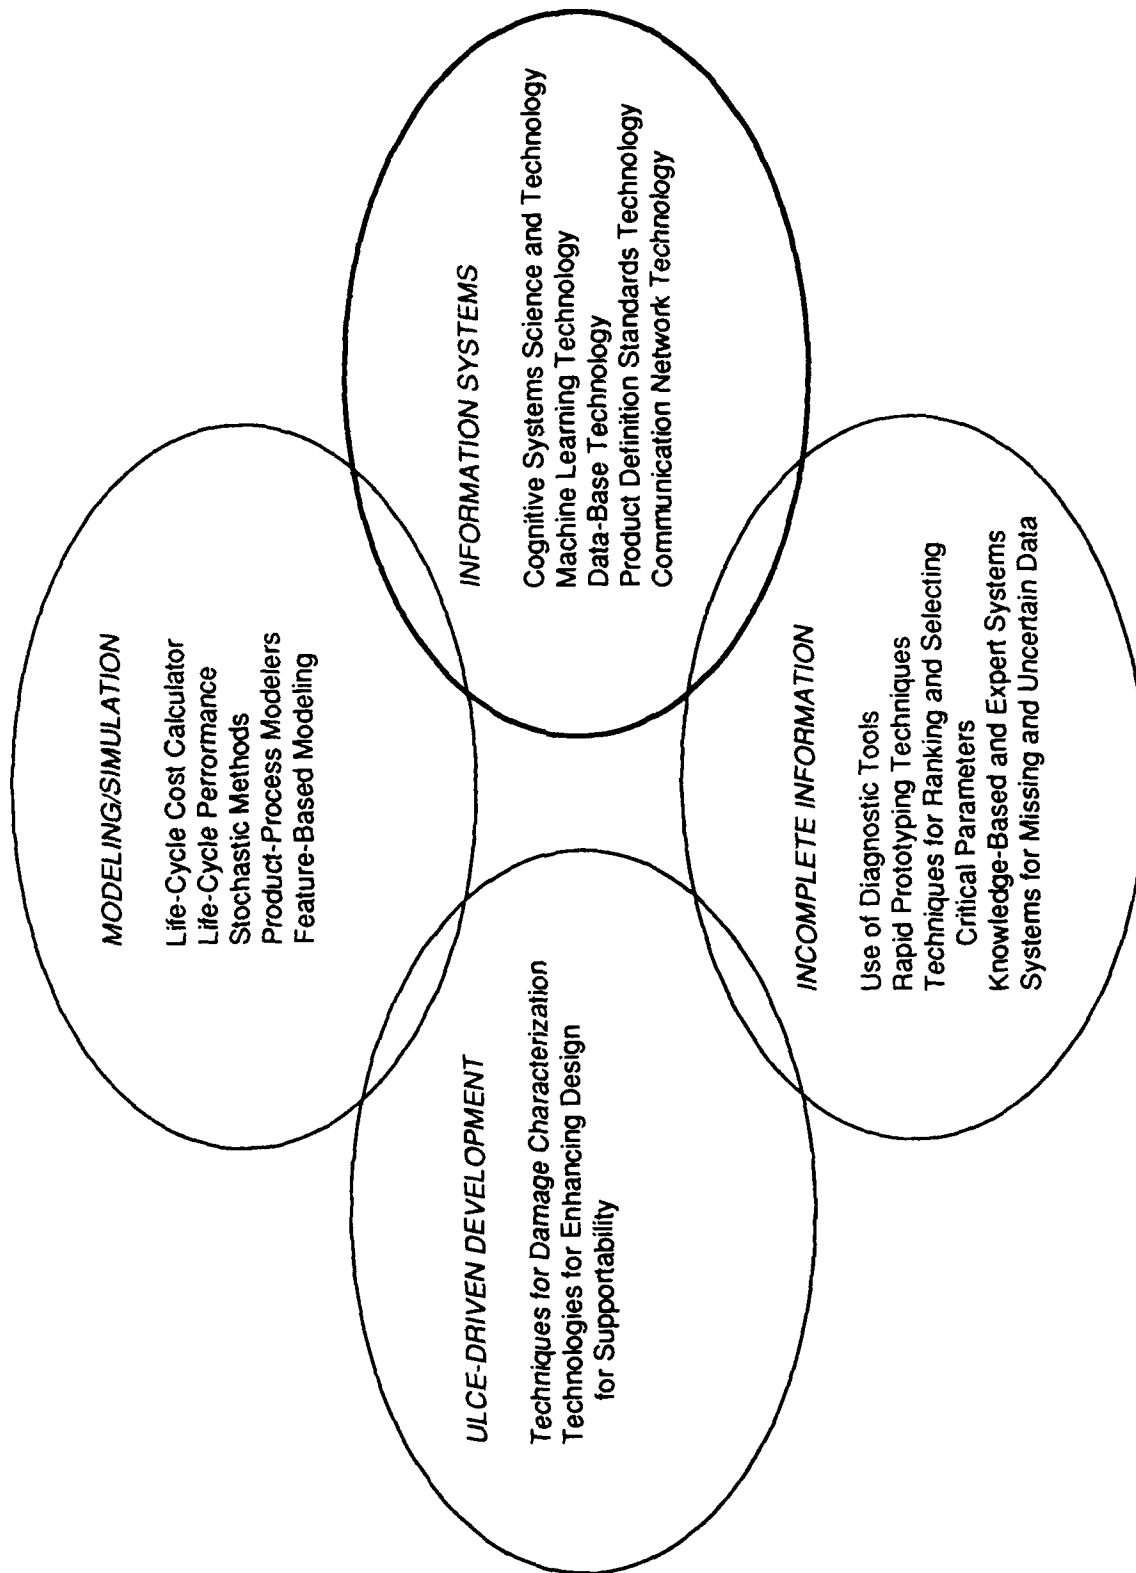 MODELING/SIMULATION
Life-Cycle Cost Calculator
Life-Cycle Perrormance
Stochastic Methods
Product-Process Modelers
Feature-Based Modeling
ULCE-DRIVEN DEVELOPMENT
Techniques for Damage Characterization
Technologies for Enhancing Design
for Supportability
INFORMATION SYSTEMS
Cognitive Systems Science and Technology
Machine Learning Technology
Data-Base Technology
Product Definition Standards Technology
Communication Network Technology
INCOMPLETE INFORMATION
Use of Diagnostic Tools
Rapid Prototyping Techniques
Techniques for Ranking and Selecting
Critical Parameters
Knowledge-Based and Expert Systems
Systems for Missing and Uncertain Data